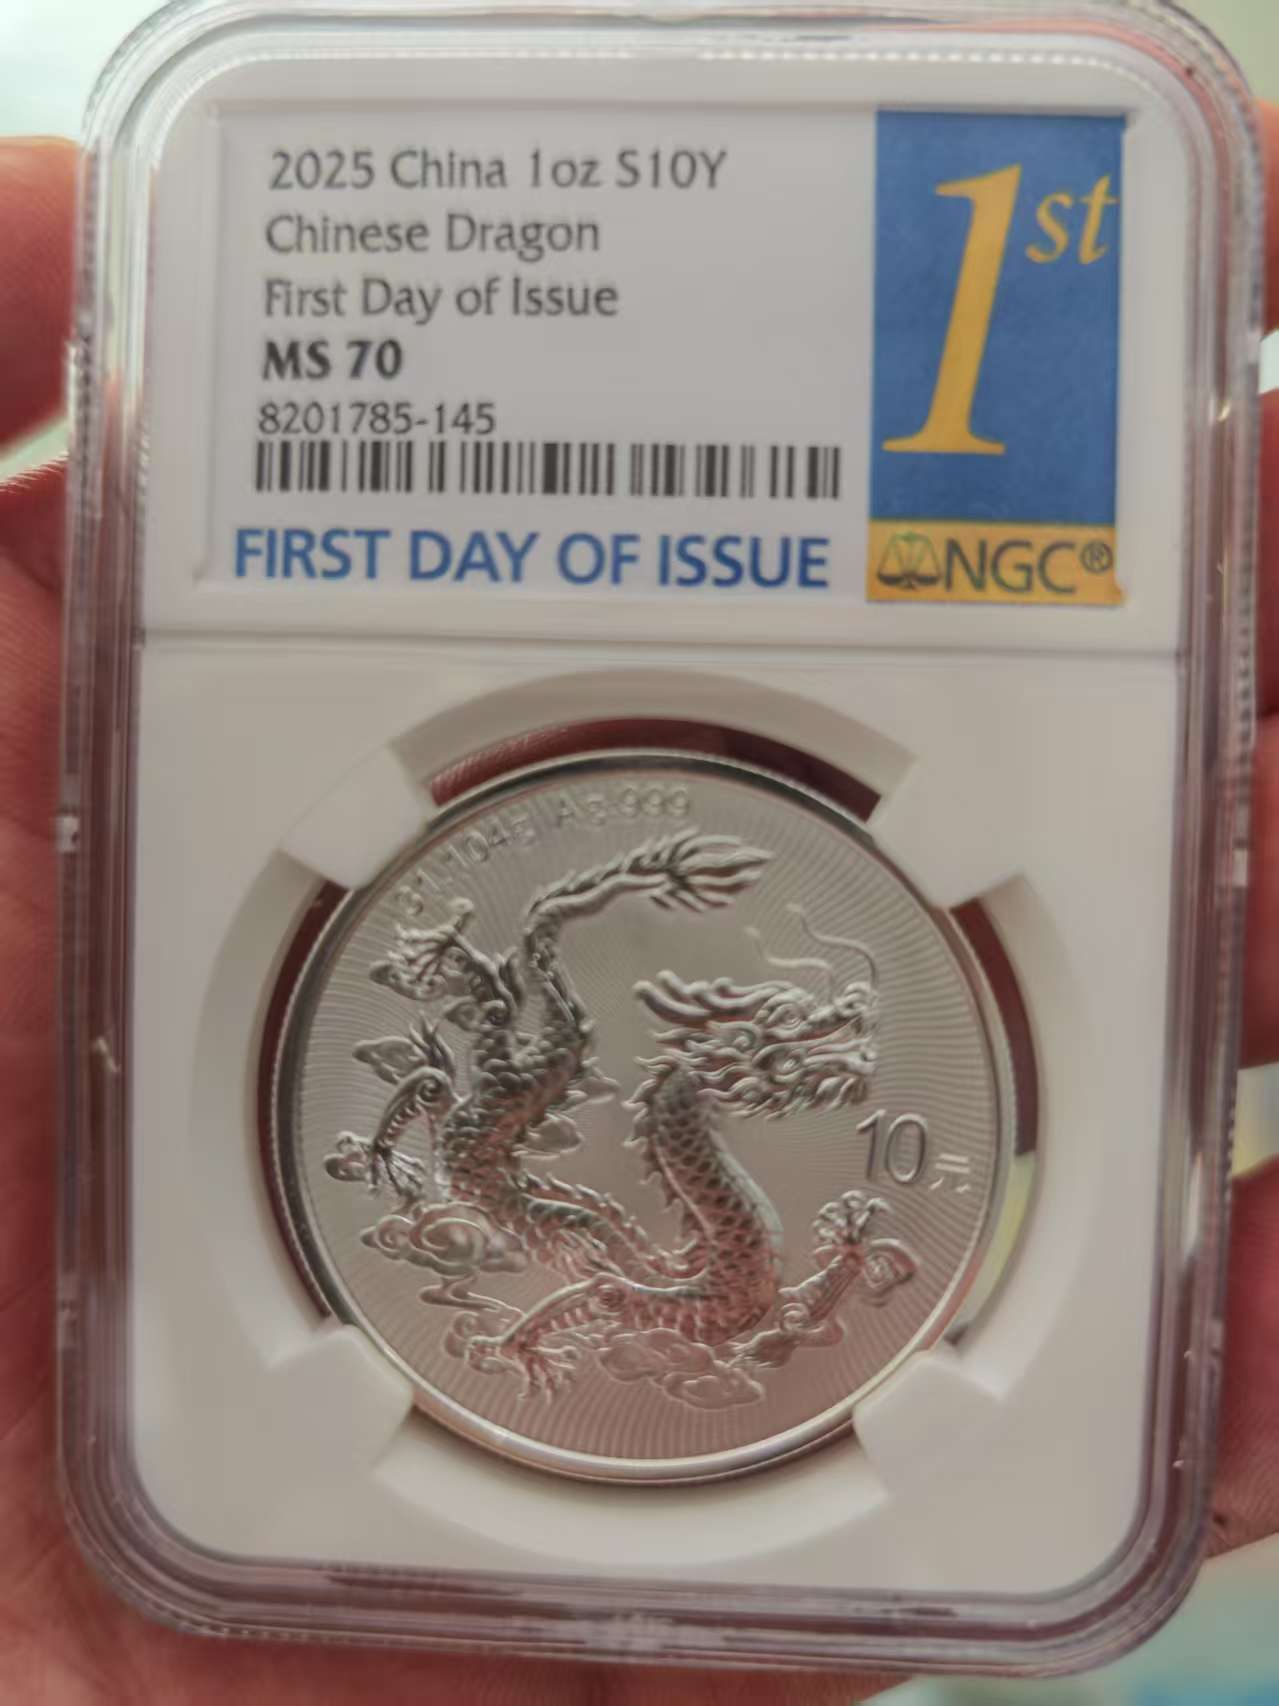 2025 China 1oz S10Y
Chinese Dragon
First Day of Issue
MS 70
8201785-145
FIRST DAY OF ISSUE
1st
NGC®
31.104g Ag.999
10元